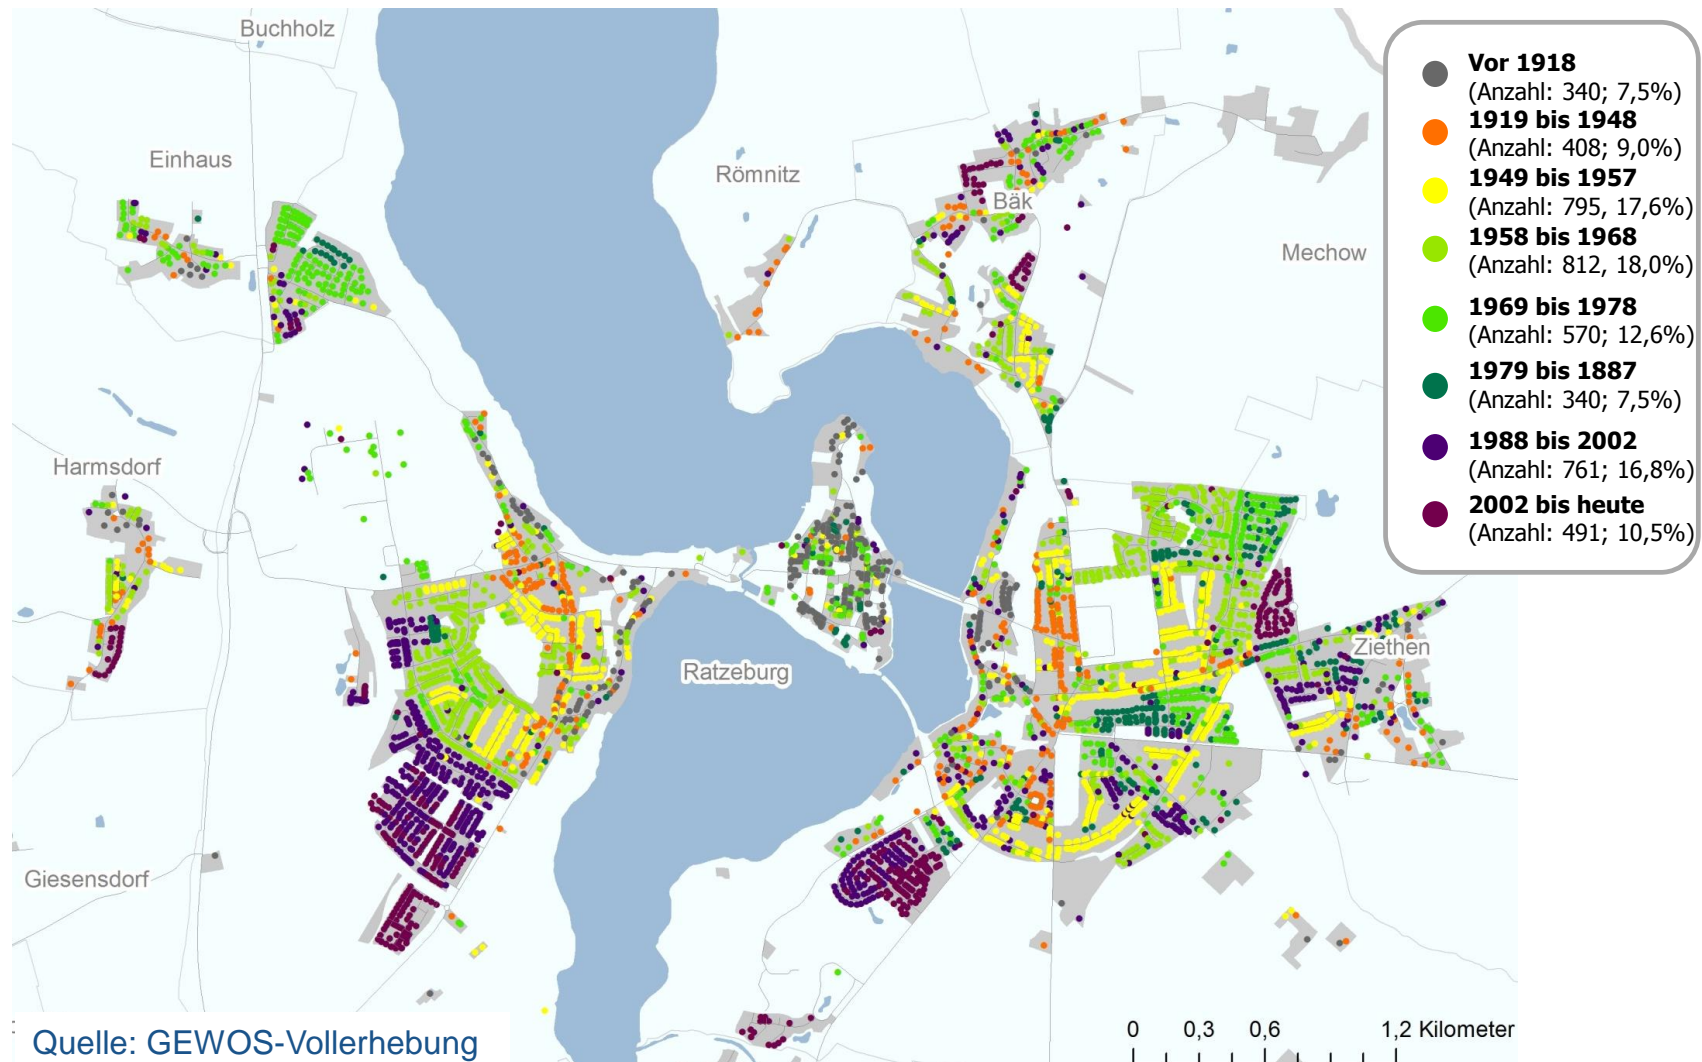 Buchholz
Einhaus
Römnitz
Bäk
Mechow
Harmsdorf
Ratzeburg
Ziethen
Giesensdorf
Vor 1918
(Anzahl: 340; 7,5%)
1919 bis 1948
(Anzahl: 408; 9,0%)
1949 bis 1957
(Anzahl: 795, 17,6%)
1958 bis 1968
(Anzahl: 812, 18,0%)
1969 bis 1978
(Anzahl: 570; 12,6%)
1979 bis 1887
(Anzahl: 340; 7,5%)
1988 bis 2002
(Anzahl: 761; 16,8%)
2002 bis heute
(Anzahl: 491; 10,5%)
0 0,3 0,6 1,2 Kilometer
Quelle: GEWOS-Vollerhebung